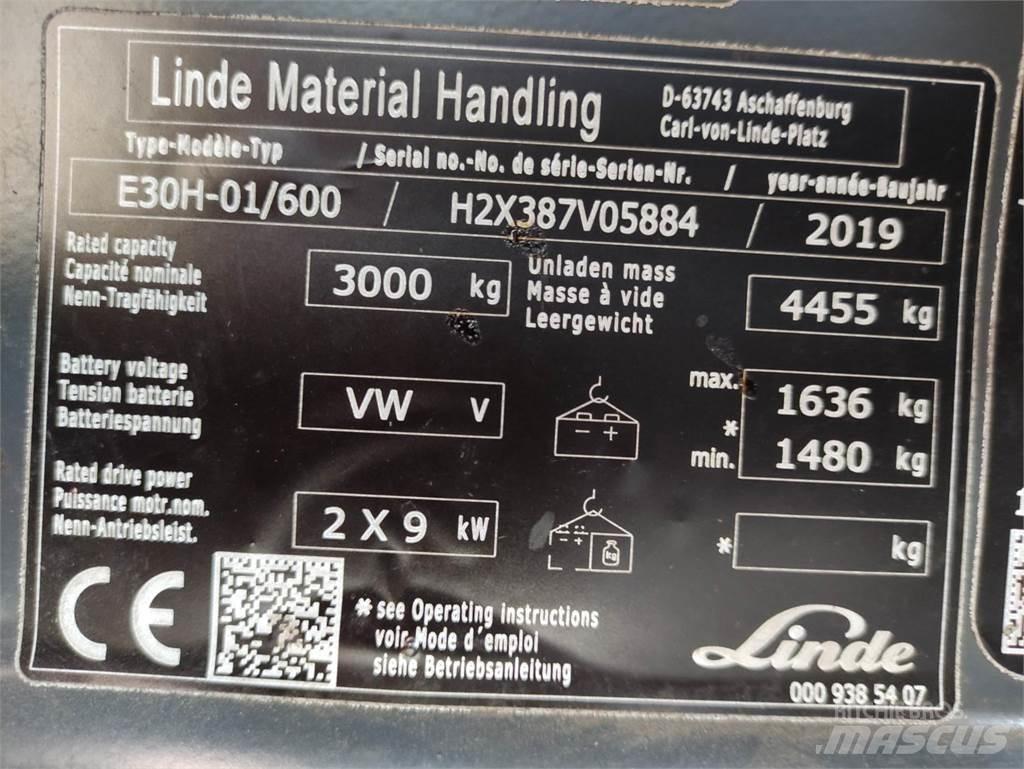 Linde Material Handling
D-63743 Aschaffenburg
Carl-von-Linde-Platz
Type-Modèle-Typ / Serial no.-No. de série-Serien-Nr. / year-année-Baujahr
E30H-01/600 / H2X387V05884 / 2019
Rated capacity
Capacité nominale
Nenn-Tragfähigkeit
3000 kg
Unladen mass
Masse à vide
Leergewicht
4455 kg
Battery voltage
Tension batterie
Batteriespannung
VW V
- +
max.
1636 kg
*
min.
1480 kg
Rated drive power
Puissance motr.nom.
Nenn-Antriebsleist.
2 X 9 kW
- +
kg
* kg
CE
* see Operating instructions
voir Mode d'emploi
siehe Betriebsanleitung
Linde
000 938 54 07
RITCHIE BROS.
MASCUS